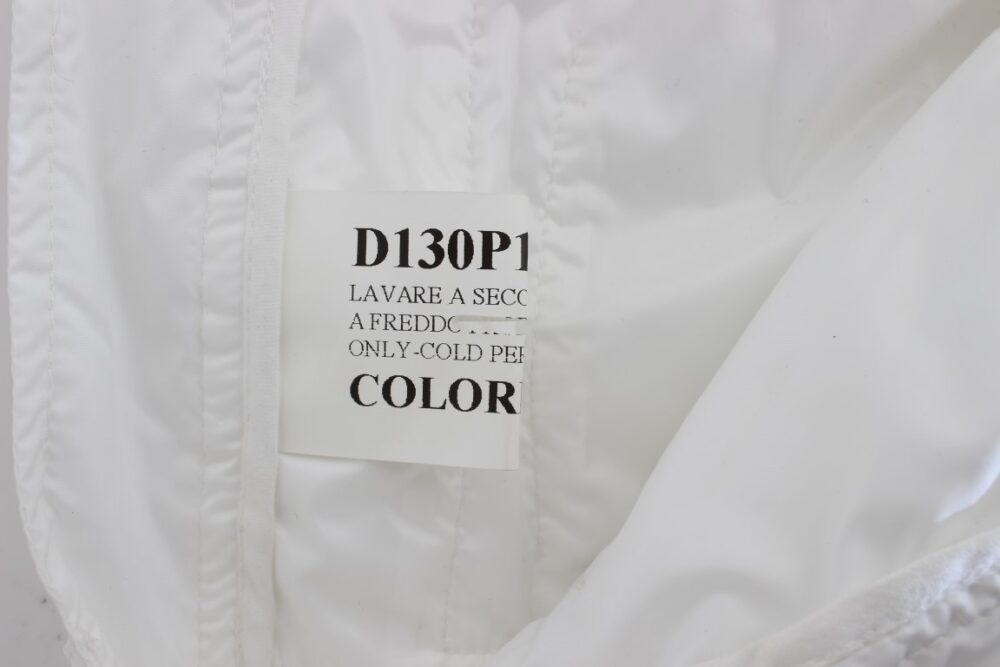 D130P1
LAVARE A SECC
A FREDDO
ONLY-COLD PER
COLOR